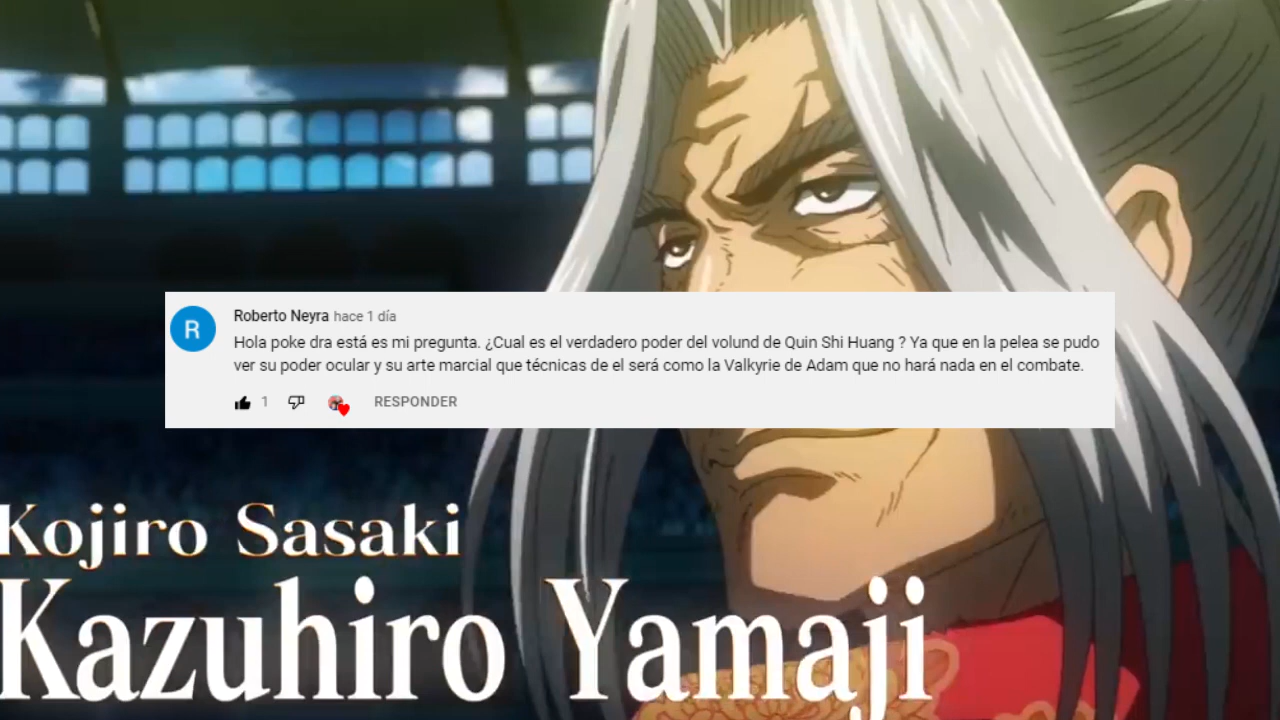 R
Roberto Neyra hace 1 día
Hola poke dra está es mi pregunta. ¿Cual es el verdadero poder del volund de Quin Shi Huang ? Ya que en la pelea se pudo
ver su poder ocular y su arte marcial que técnicas de el será como la Valkyrie de Adam que no hará nada en el combate.
1
RESPONDER
Kojiro Sasaki
Kazuhiro Yamaji